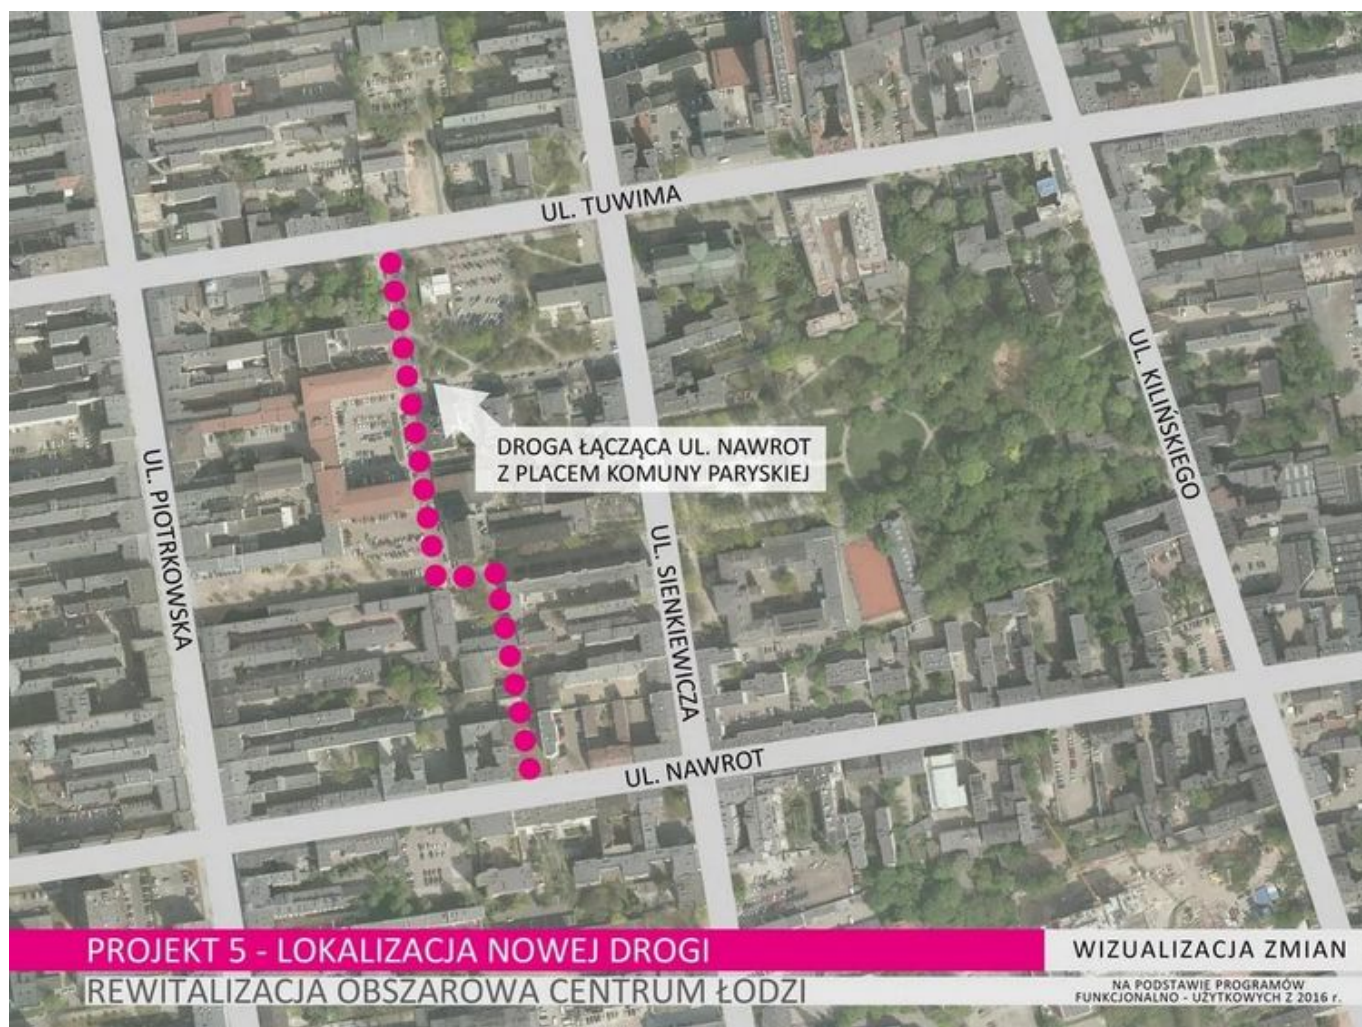 UL. TUWIMA
DROGA ŁĄCZĄCA UL. NAWROT
Z PLACEM KOMUNY PARYSKIEJ
UL. KILIŃSKIEGO
UL. PIOTRKOWSKA
UL. SIENKIEWICZA
UL. NAWROT
PROJEKT 5 - LOKALIZACJA NOWEJ DROGI
REWITALIZACJA OBSZAROWA CENTRUM ŁODZI
WIZUALIZACJA ZMIAN
NA PODSTAWIE PROGRAMÓW
FUNKCJONALNO - UŻYTKOWYCH Z 2016 r.